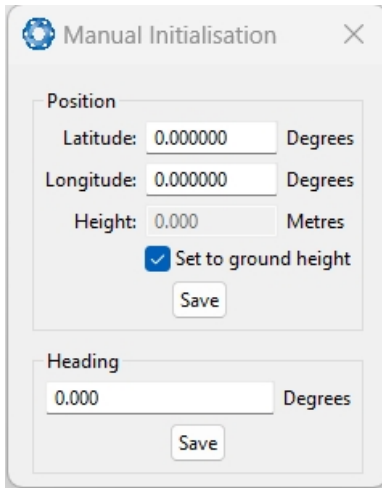 Manual Initialisation
Position
Latitude: 0.000000 Degrees
Longitude: 0.000000 Degrees
Height: 0.000 Metres
Set to ground height
Save
Heading
0.000 Degrees
Save